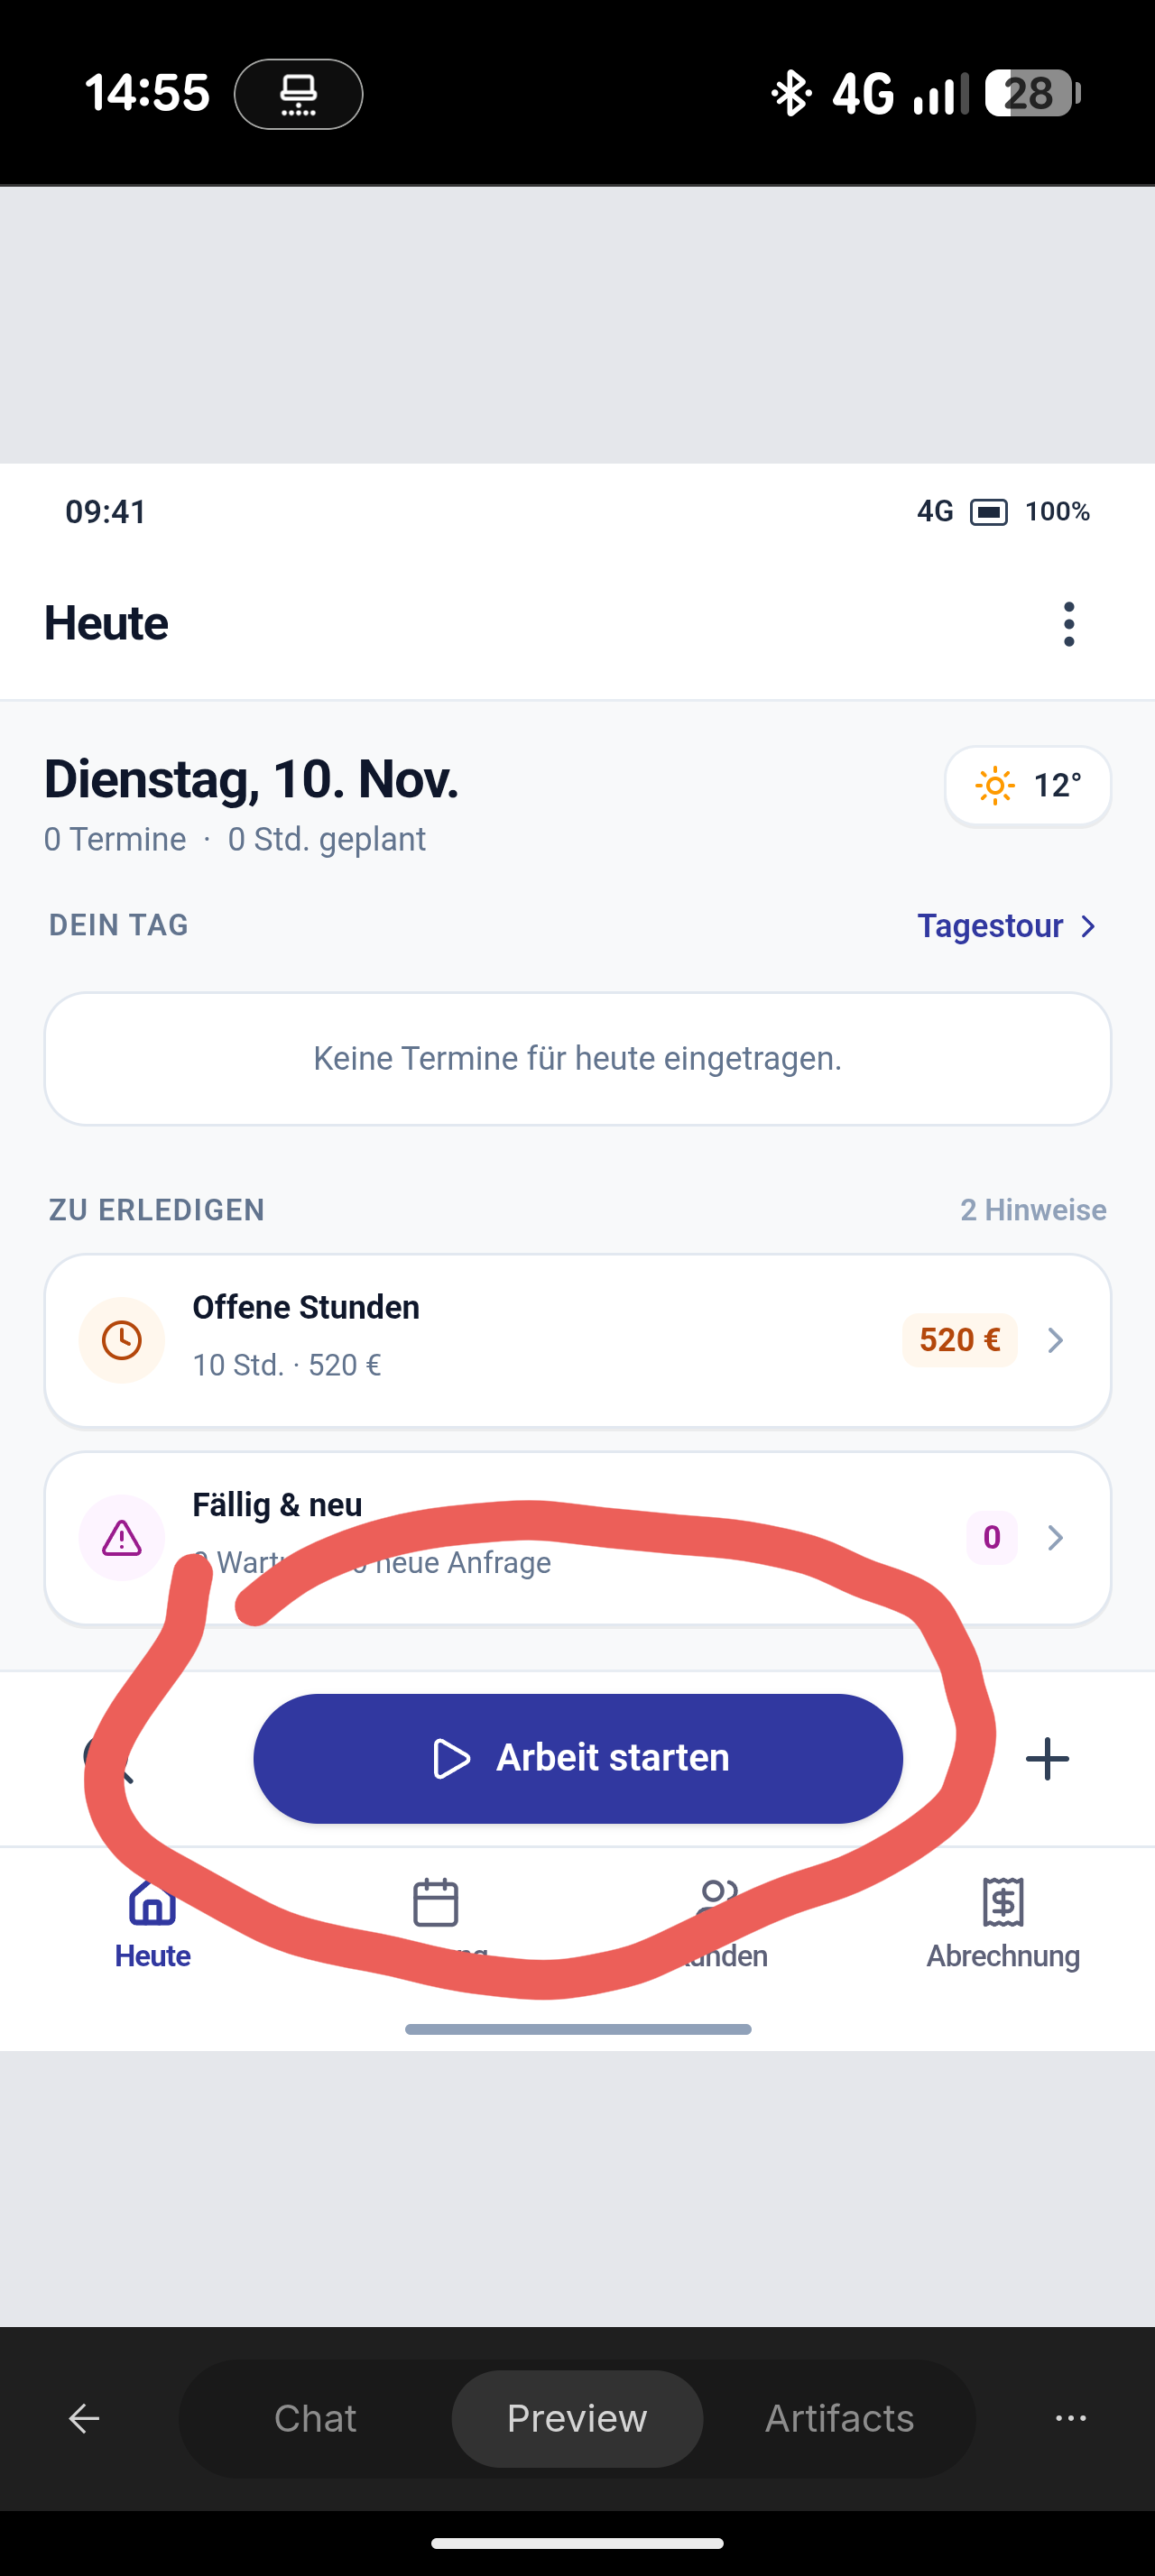 14:55
4G
28
09:41
4G
100%
Heute
Dienstag, 10. Nov.
12°
0 Termine · 0 Std. geplant
DEIN TAG
Tagestour
Keine Termine für heute eingetragen.
ZU ERLEDIGEN
2 Hinweise
Offene Stunden
10 Std. · 520 €
520 €
Fällig & neu
neue Anfrage
0
Arbeit starten
Heute
Abrechnung
Chat
Preview
Artifacts